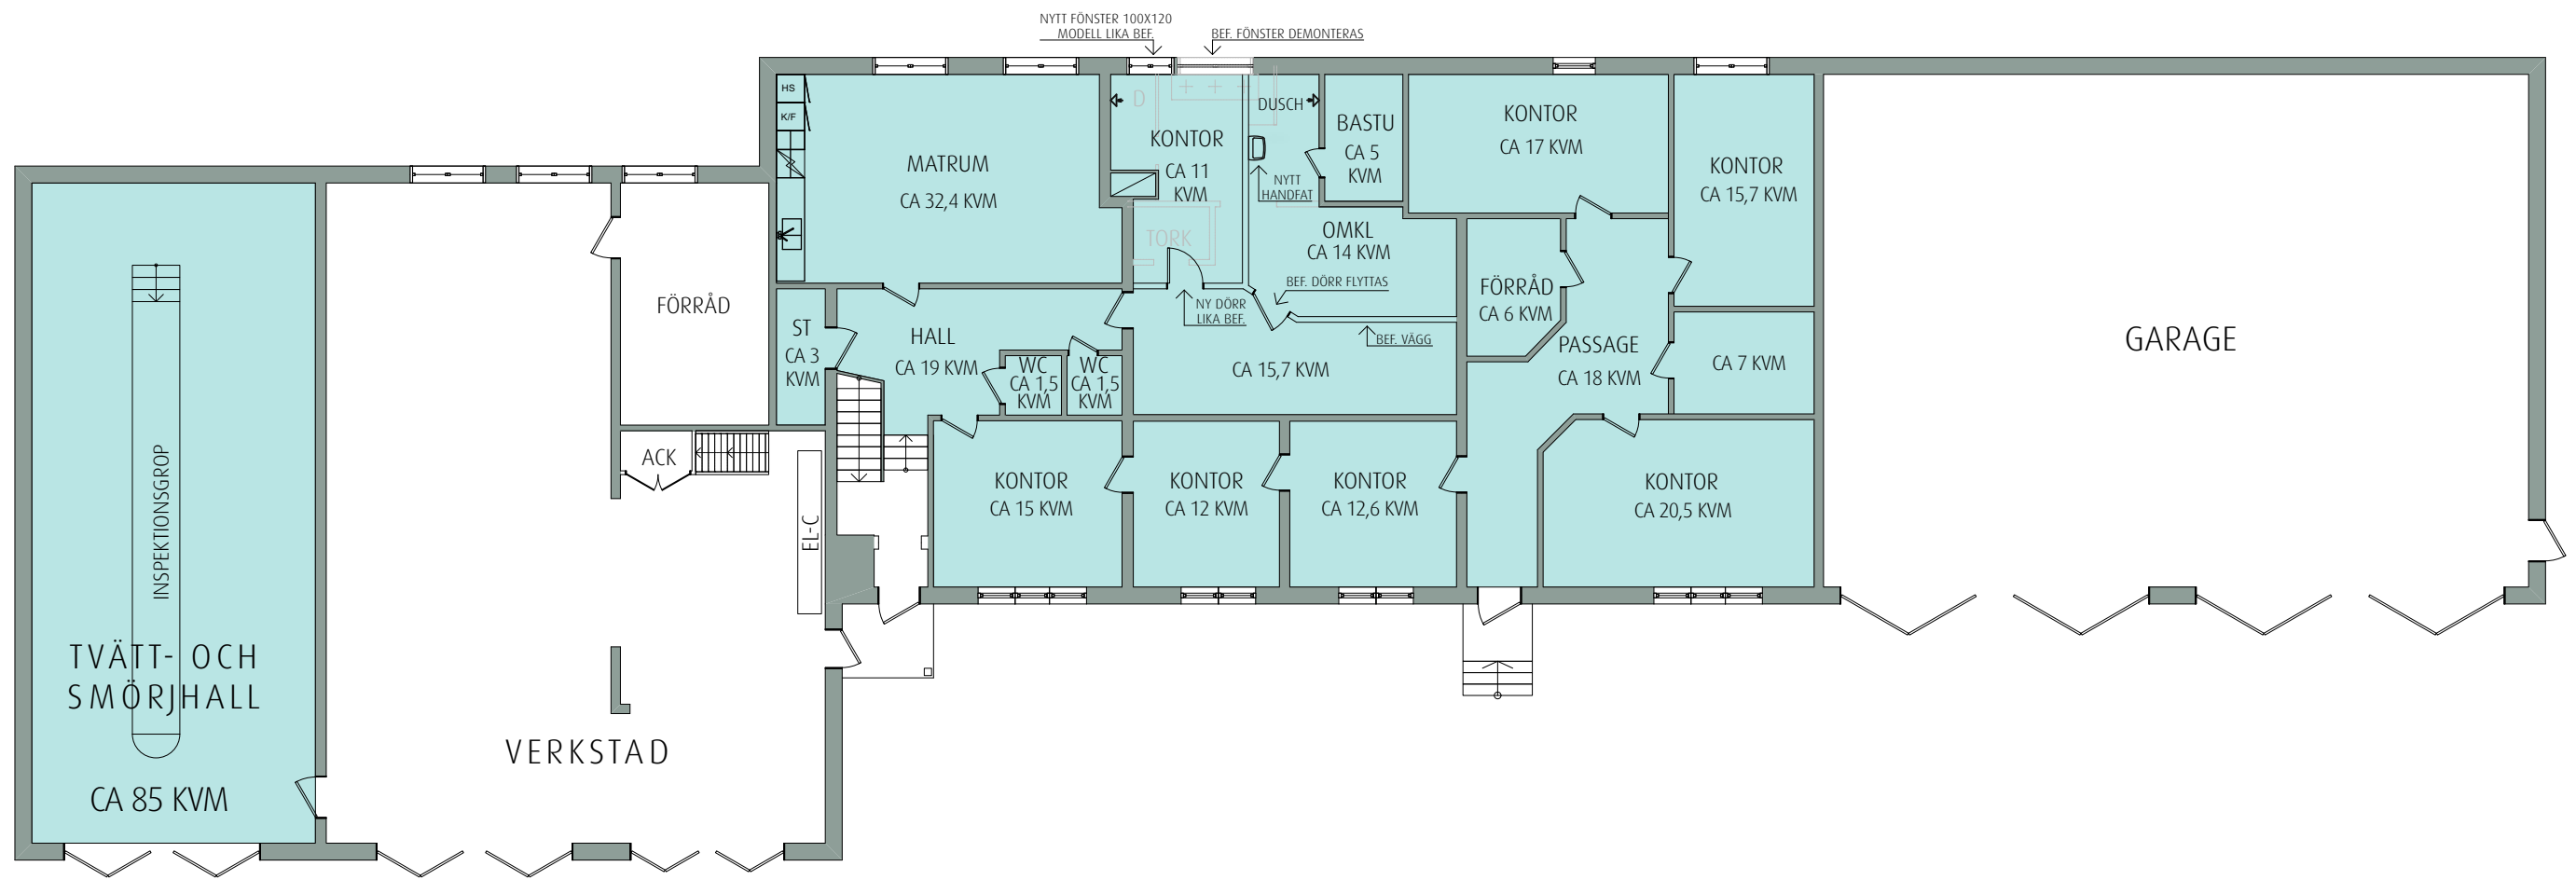 NYTT FÖNSTER 100X120
MODELL LIKA BEF.
BEF. FÖNSTER DEMONTERAS
HS
K/F
MATRUM
CA 32,4 KVM
D
KONTOR
CA 11
KVM
TORK
DUSCH
NYTT
HANDFAT
BASTU
CA 5
KVM
OMKL
CA 14 KVM
BEF. DÖRR FLYTTAS
NY DÖRR
LIKA BEF.
BEF. VÄGG
CA 15,7 KVM
KONTOR
CA 17 KVM
KONTOR
CA 15,7 KVM
FÖRRÅD
CA 6 KVM
PASSAGE
CA 18 KVM
CA 7 KVM
GARAGE
FÖRRÅD
ST
CA 3
KVM
HALL
CA 19 KVM
WC
CA 1,5
KVM
WC
CA 1,5
KVM
ACK
EL-C
KONTOR
CA 15 KVM
KONTOR
CA 12 KVM
KONTOR
CA 12,6 KVM
KONTOR
CA 20,5 KVM
INSPEKTIONSGROP
TVÄTT- OCH
SMÖRJHALL
CA 85 KVM
VERKSTAD